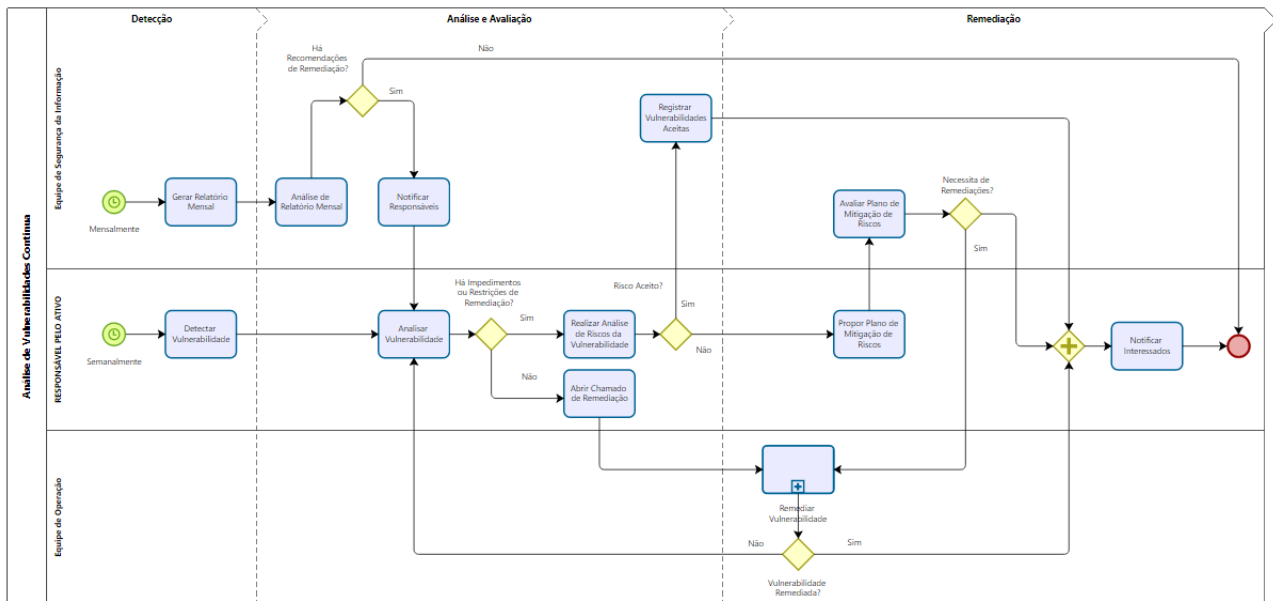 Detecção
Análise e Avaliação
Remediação
Análise de Vulnerabilidades Contínua
Equipe de Segurança da Informação
Há
Recomendações
de Remediação?
Não
Sim
Registrar
Vulnerabilidades
Aceitas
Mensalmente
Gerar Relatório
Mensal
Análise de
Relatório Mensal
Notificar
Responsáveis
Avaliar Plano de
Mitigação de
Riscos
Necessita de
Remediações?
Sim
RESPONSÁVEL PELO ATIVO
Semanalmente
Detectar
Vulnerabilidade
Analisar
Vulnerabilidade
Há Impedimentos
ou Restrições de
Remediação?
Sim
Não
Realizar Análise
de Riscos da
Vulnerabilidade
Abrir Chamado
de Remediação
Risco Aceito?
Sim
Não
Propor Plano de
Mitigação de
Riscos
Notificar
Interessados
Equipe de Operação
Remediar
Vulnerabilidade
Não
Sim
Vulnerabilidade
Remediada?